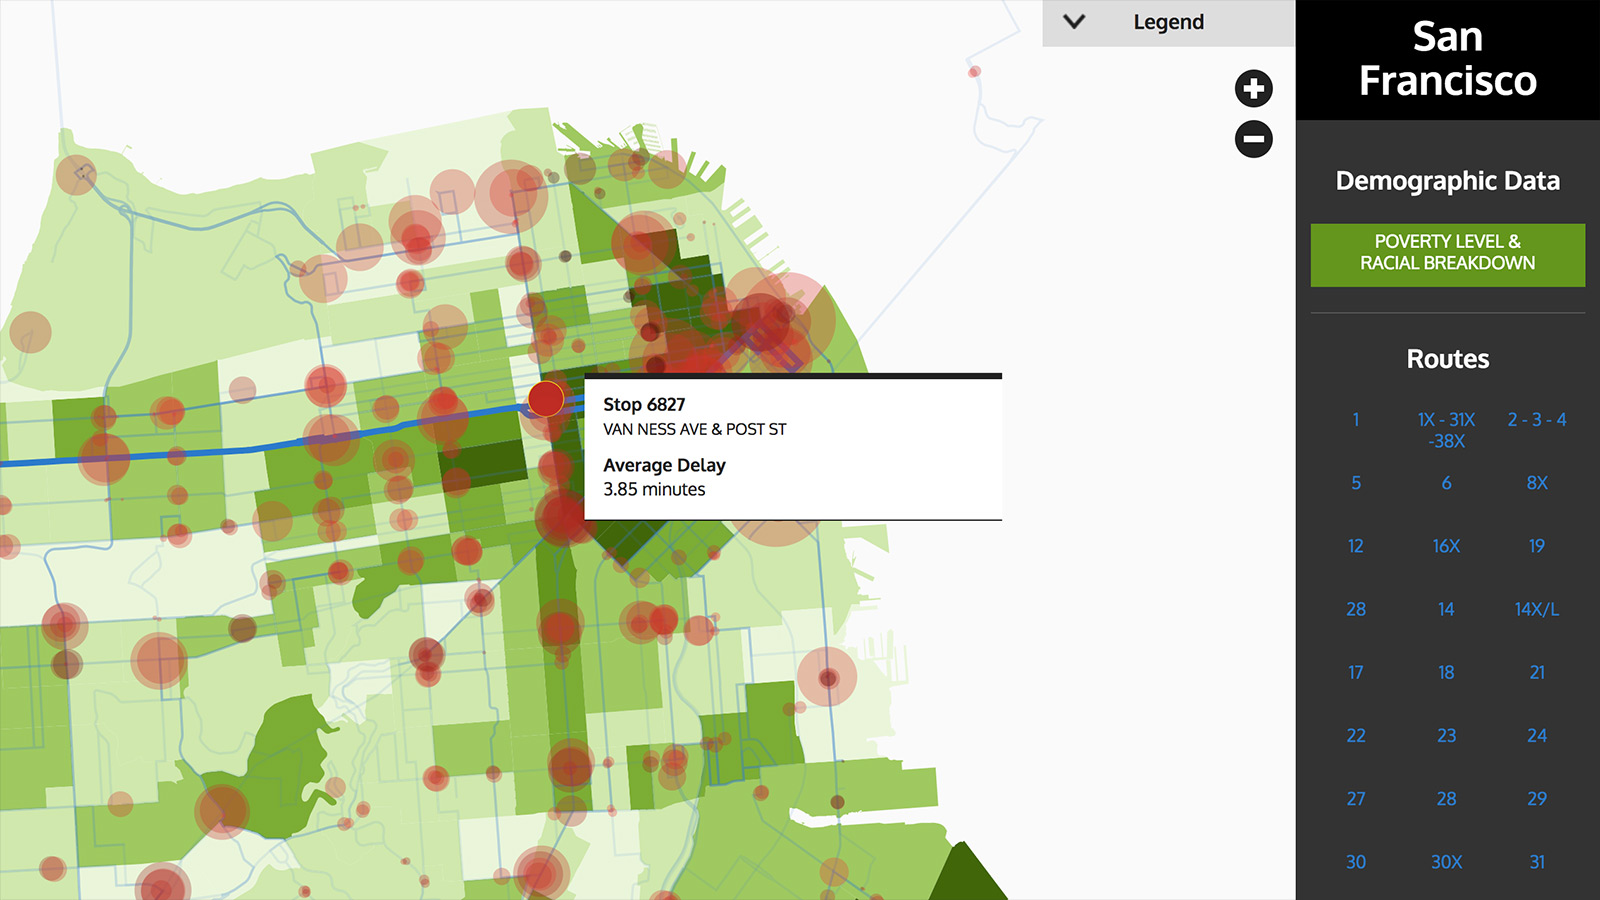 Legend
San
Francisco
Demographic Data
POVERTY LEVEL &
RACIAL BREAKDOWN
Routes
1
1X - 31X
-38X
2 - 3 - 4
5
6
8X
12
16X
19
28
14
14X/L
17
18
21
22
23
24
27
28
29
30
30X
31
Stop 6827
VAN NESS AVE & POST ST
Average Delay
3.85 minutes